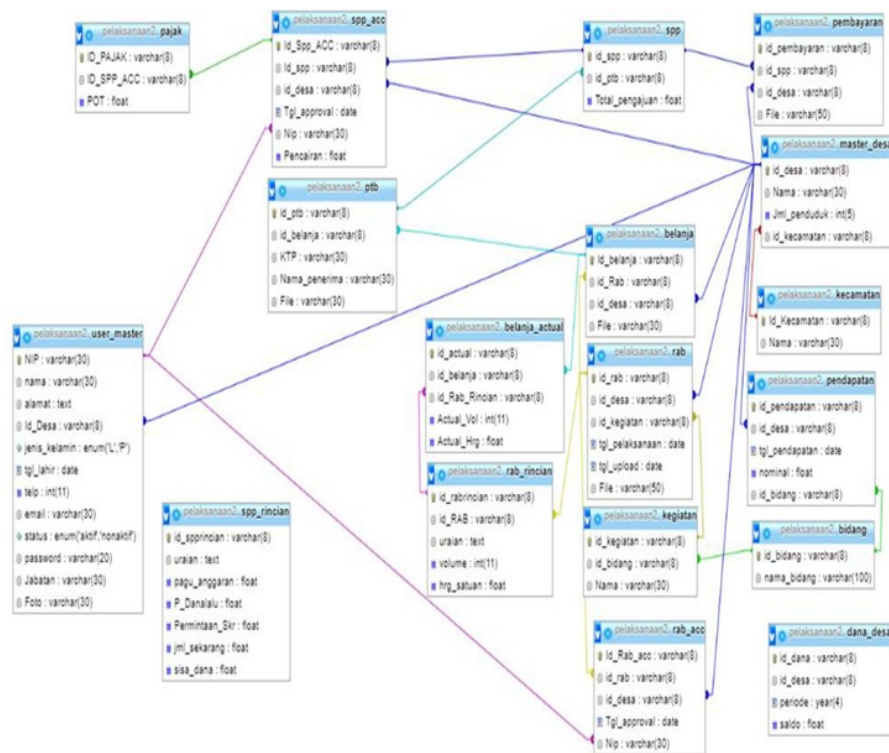 pelaksanaan2. pajak
ID_PAJAK : varchar(8)
ID_SPP_ACC : varchar(8)
POT : float
pelaksanaan2. spp_acc
Id_Spp_ACC : varchar(8)
Id_spp : varchar(8)
id_desa : varchar(8)
Tgl_approval : date
Nip : varchar(30)
Pencairan : float
pelaksanaan2. spp
id_spp : varchar(8)
id_ptb : varchar(8)
Total_pengajuan : float
pelaksanaan2. pembayaran
id_pembayaran : varchar(8)
id_spp : varchar(8)
id_desa : varchar(8)
File : varchar(50)
pelaksanaan2. master_desa
id_desa : varchar(8)
Nama : varchar(30)
Jml_penduduk : int(5)
id_kecamatan : varchar(8)
pelaksanaan2. ptb
id_ptb : varchar(8)
id_belanja : varchar(8)
KTP : varchar(30)
Nama_penerima : varchar(30)
File : varchar(30)
pelaksanaan2. belanja
Id_belanja : varchar(8)
id_Rab : varchar(8)
id_desa : varchar(8)
File : varchar(30)
pelaksanaan2. kecamatan
Id_Kecamatan : varchar(8)
Nama : varchar(30)
pelaksanaan2. user_master
NIP : varchar(30)
nama : varchar(30)
alamat : text
Id_Desa : varchar(8)
jenis_kelamin : enum('L','P')
tgl_lahir : date
telp : int(11)
email : varchar(30)
status : enum('aktif','nonaktif')
password : varchar(20)
Jabatan : varchar(30)
Foto : varchar(30)
pelaksanaan2. belanja_actual
id_actual : varchar(8)
id_belanja : varchar(8)
id_Rab_Rincian : varchar(8)
Actual_Vol : int(11)
Actual_Hrg : float
pelaksanaan2. rab
id_rab : varchar(8)
id_desa : varchar(8)
id_kegiatan : varchar(8)
tgl_pelaksanaan : date
tgl_upload : date
File : varchar(50)
pelaksanaan2. pendapatan
id_pendapatan : varchar(8)
id_desa : varchar(8)
tgl_pendapatan : date
nominal : float
id_bidang : varchar(8)
pelaksanaan2. spp_rincian
id_spprincian : varchar(8)
uraian : text
pagu_anggaran : float
P_Danalalu : float
Permintaan_Skr : float
jml_sekarang : float
sisa_dana : float
pelaksanaan2. rab_rincian
id_rabrincian : varchar(8)
id_RAB : varchar(8)
uraian : text
volume : int(11)
hrg_satuan : float
pelaksanaan2. kegiatan
id_kegiatan : varchar(8)
id_bidang : varchar(8)
Nama : varchar(30)
pelaksanaan2. bidang
id_bidang : varchar(8)
nama_bidang : varchar(100)
pelaksanaan2. rab_acc
Id_Rab_acc : varchar(8)
id_rab : varchar(8)
id_desa : varchar(8)
Tgl_approval : date
Nip : varchar(30)
pelaksanaan2. dana_desa
id_dana : varchar(8)
id_desa : varchar(8)
periode : year(4)
saldo : float